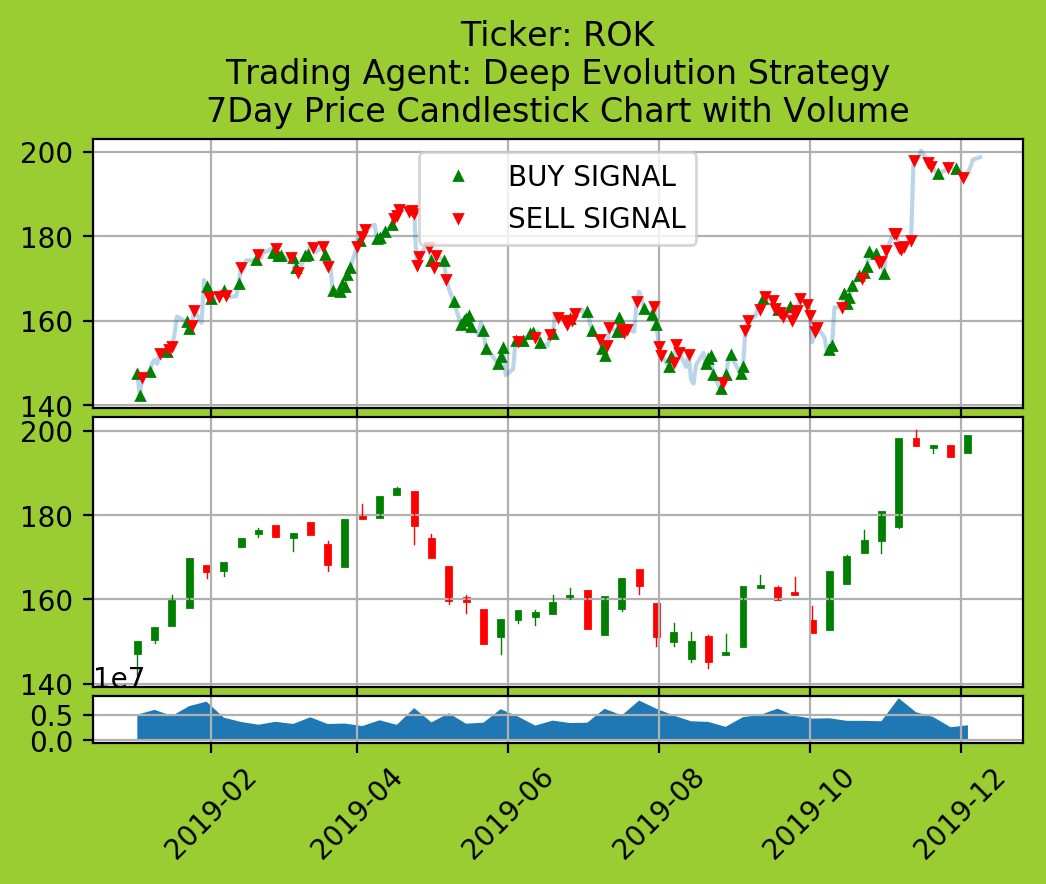 Ticker: ROK
Trading Agent: Deep Evolution Strategy
7Day Price Candlestick Chart with Volume
200
180
160
140
BUY SIGNAL
SELL SIGNAL
200
180
160
140
1e7
0.5
0.0
2019-02
2019-04
2019-06
2019-08
2019-10
2019-12